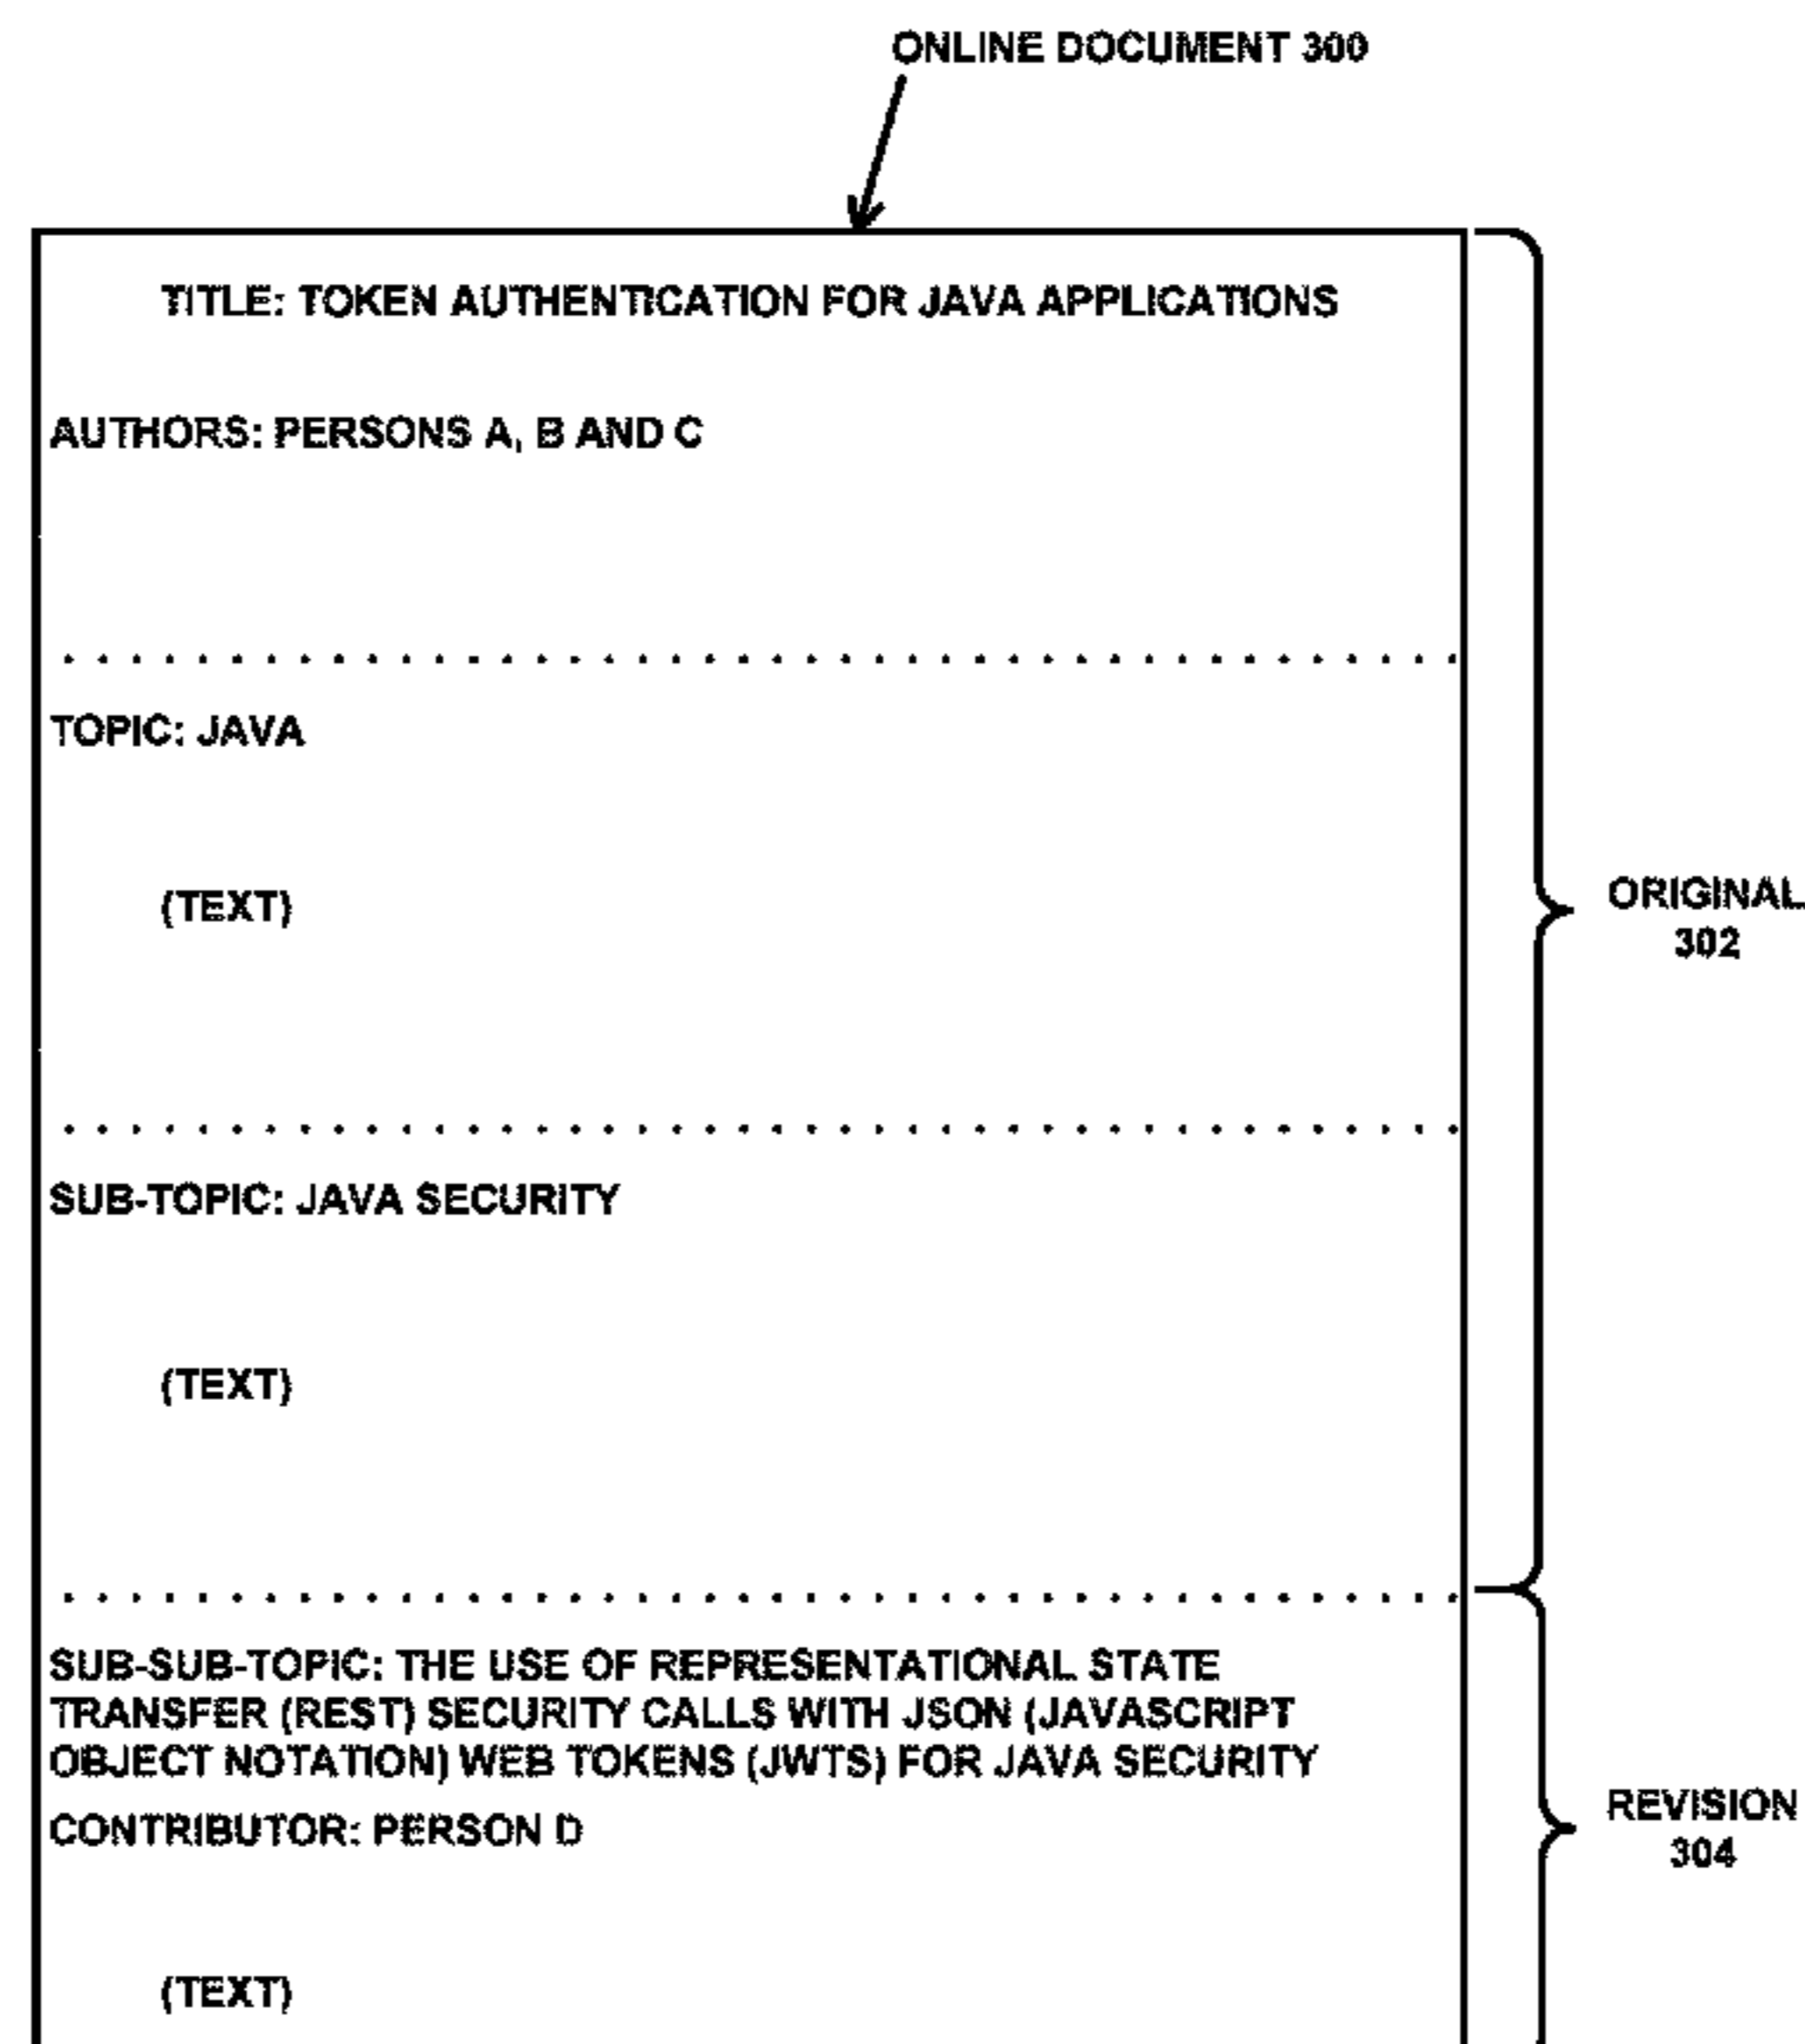 ONLINE DOCUMENT 300
TITLE: TOKEN AUTHENTICATION FOR JAVA APPLICATIONS
AUTHORS: PERSONS A, B AND C
TOPIC: JAVA
(TEXT)
ORIGINAL
302
SUB-TOPIC: JAVA SECURITY
(TEXT)
SUB-SUB-TOPIC: THE USE OF REPRESENTATIONAL STATE
TRANSFER (REST) SECURITY CALLS WITH JSON (JAVASCRIPT
OBJECT NOTATION) WEB TOKENS (JWTS) FOR JAVA SECURITY
CONTRIBUTOR: PERSON D
REVISION
304
(TEXT)